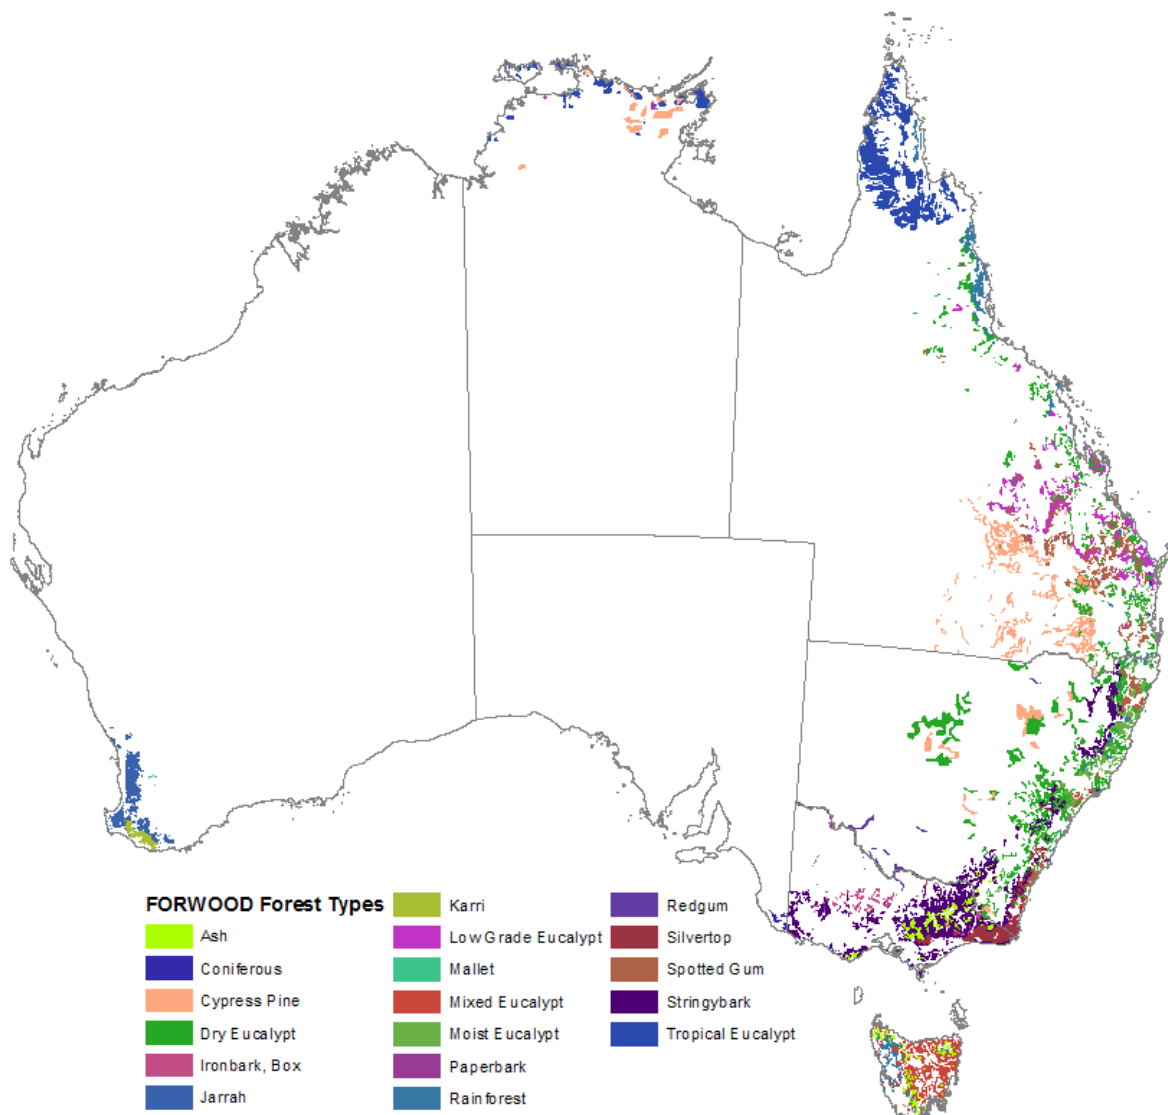 FORWOOD Forest Types
Ash
Coniferous
Cypress Pine
Dry Eucalypt
Ironbark, Box
Jarrah
Karri
Low Grade Eucalypt
Mallet
Mixed Eucalypt
Moist Eucalypt
Paperbark
Rainforest
Redgum
Silvertop
Spotted Gum
Stringybark
Tropical Eucalypt